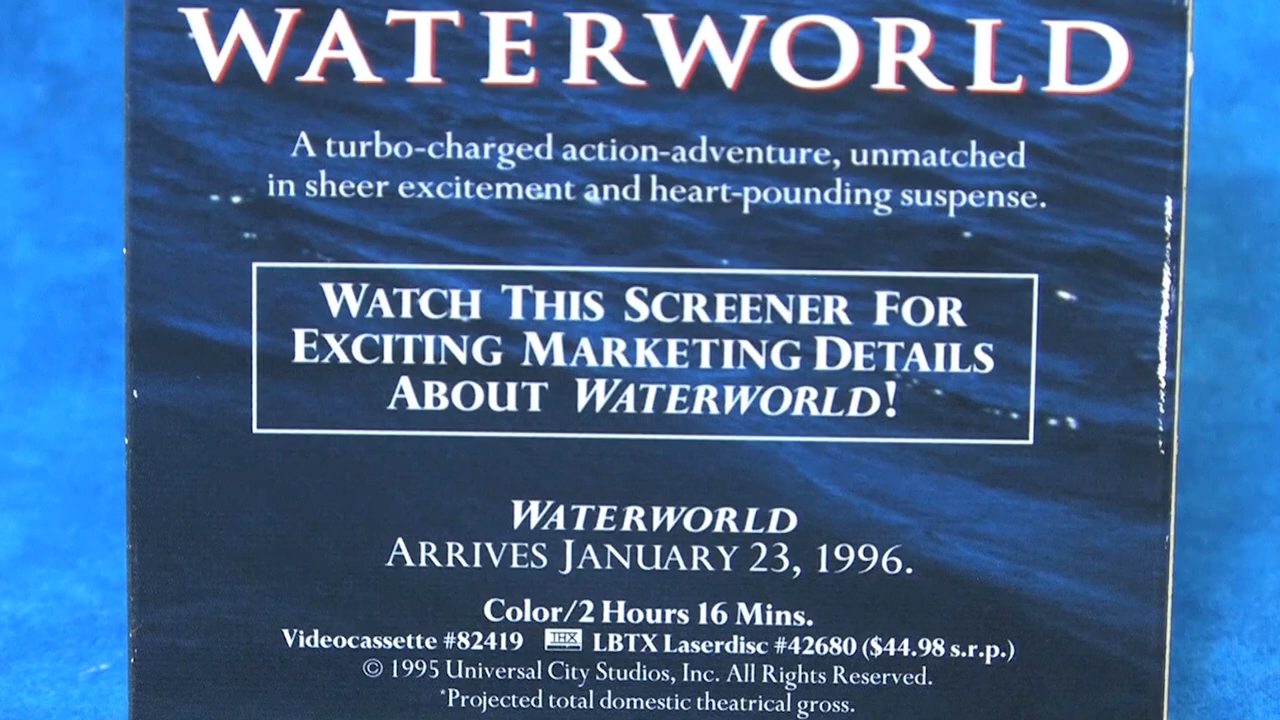 WATERWORLD
A turbo-charged action-adventure, unmatched
in sheer excitement and heart-pounding suspense.
WATCH THIS SCREENER FOR
EXCITING MARKETING DETAILS
ABOUT WATERWORLD!
WATERWORLD
ARRIVES JANUARY 23, 1996.
Color/2 Hours 16 Mins.
Videocassette #82419 THX LBTX Laserdisc #42680 ($44.98 s.r.p.)
© 1995 Universal City Studios, Inc. All Rights Reserved.
*Projected total domestic theatrical gross.